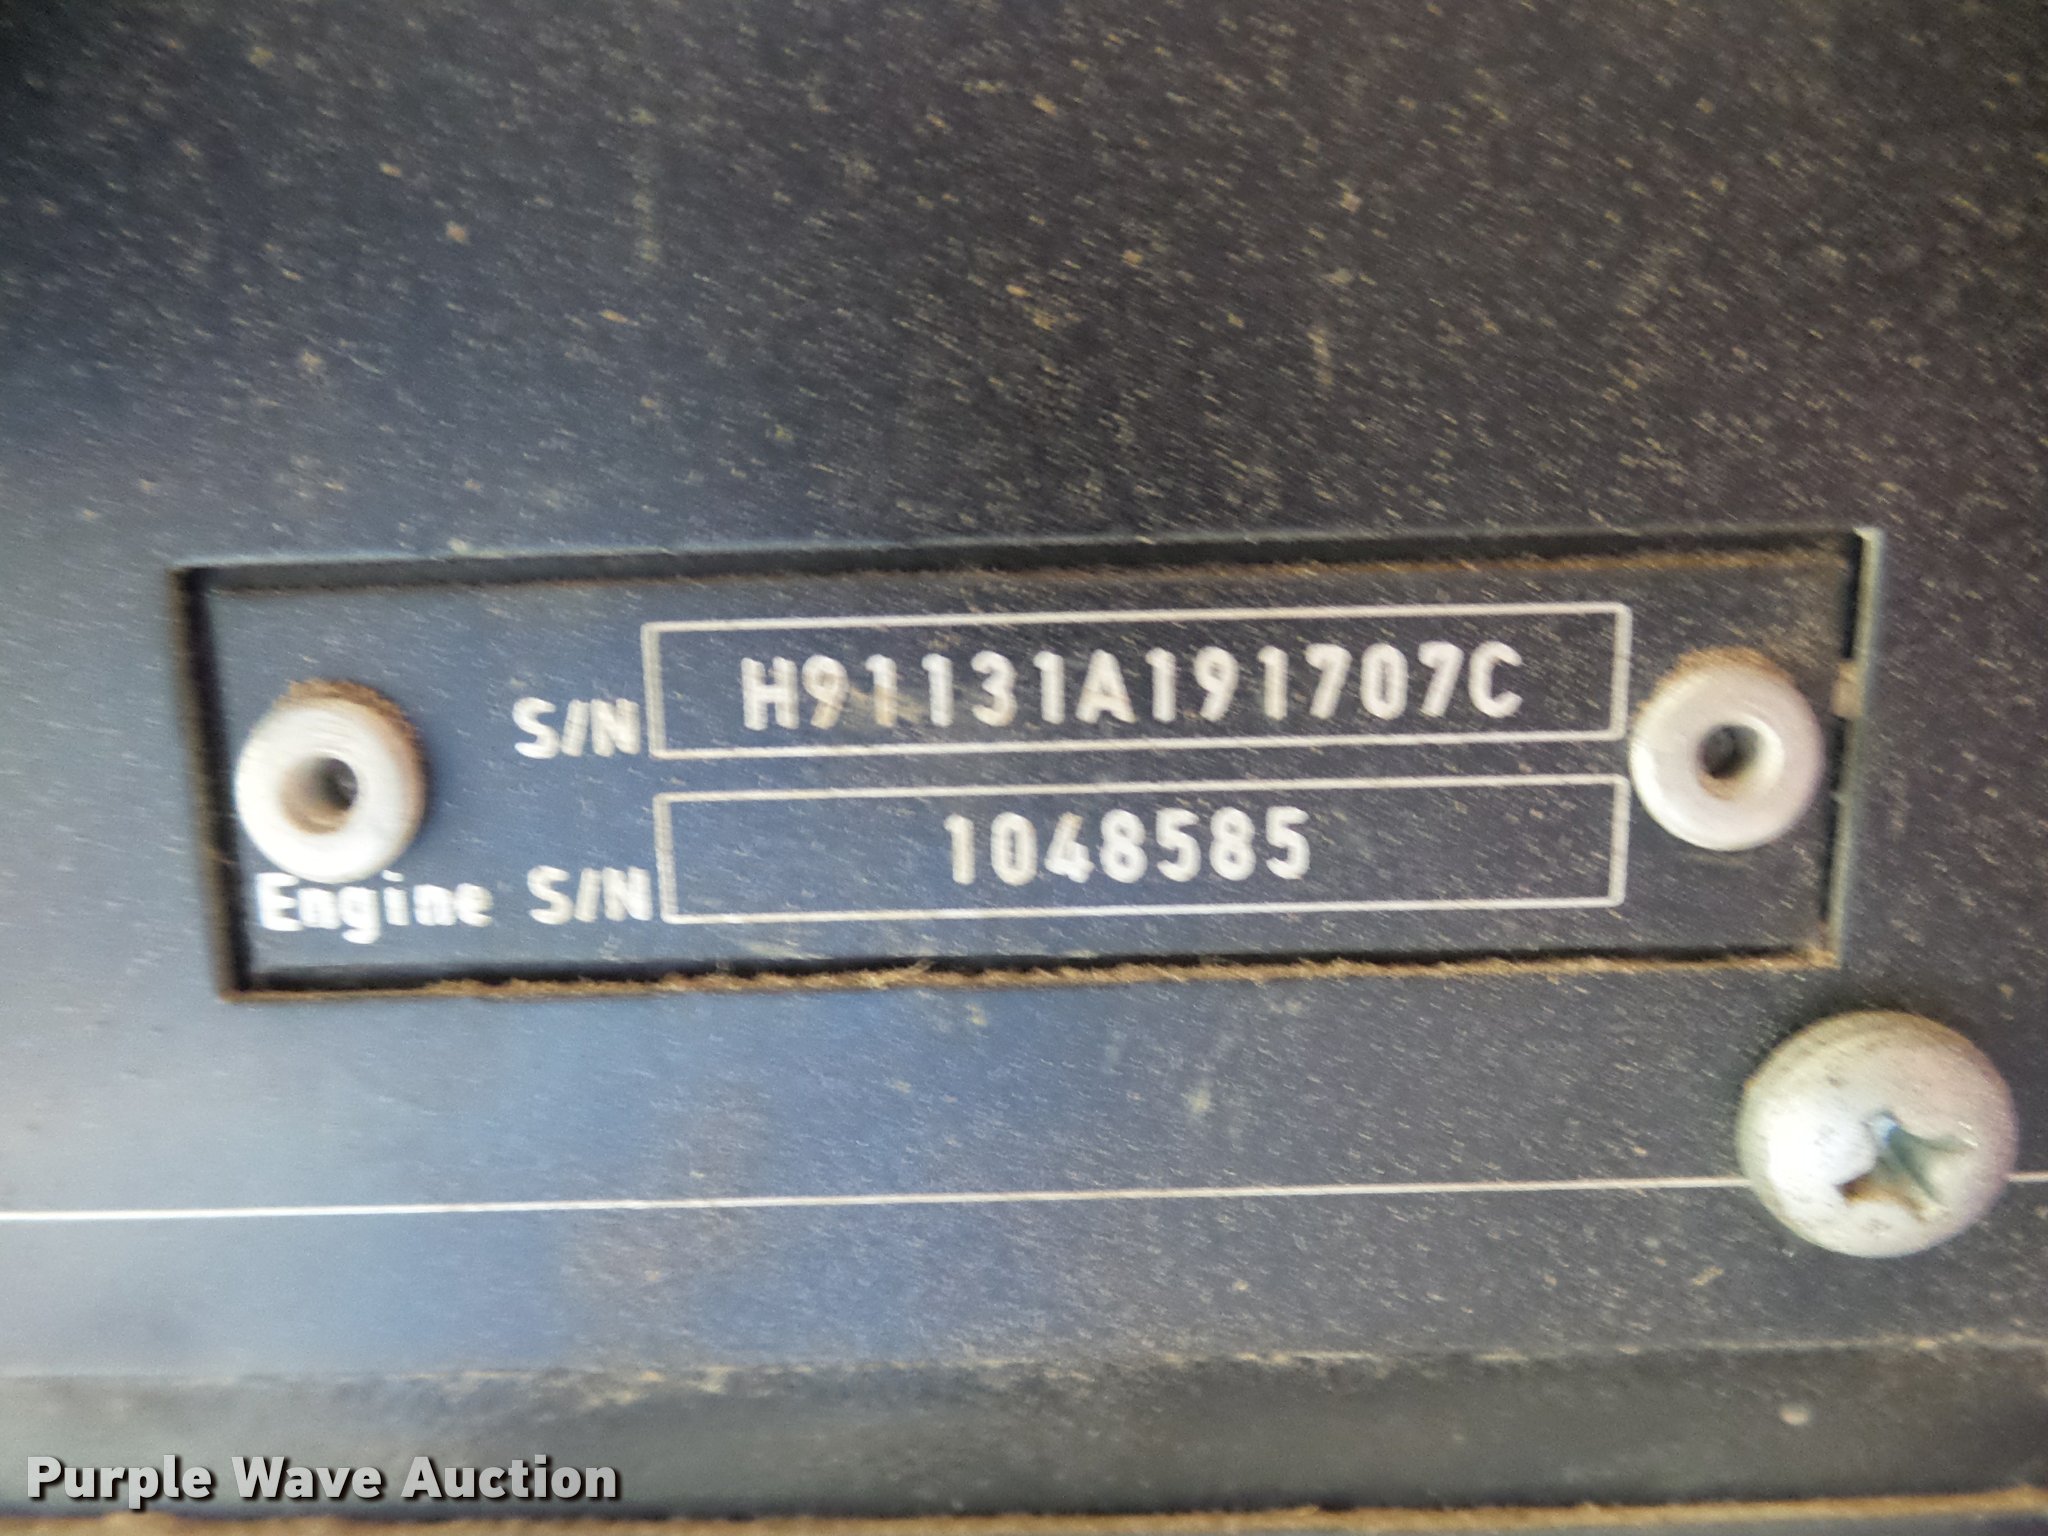 S/N H91131A191707C
Engine S/N 1048585
Purple Wave Auction